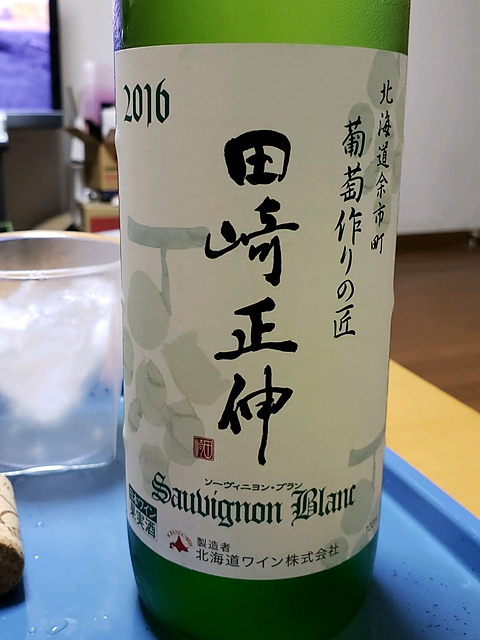 2016
北海道余市町
葡萄作りの匠
田崎正伸
ソーヴィニヨン・ブラン
Sauvignon Blanc
日本ワイン
果実酒
製造者
北海道ワイン株式会社